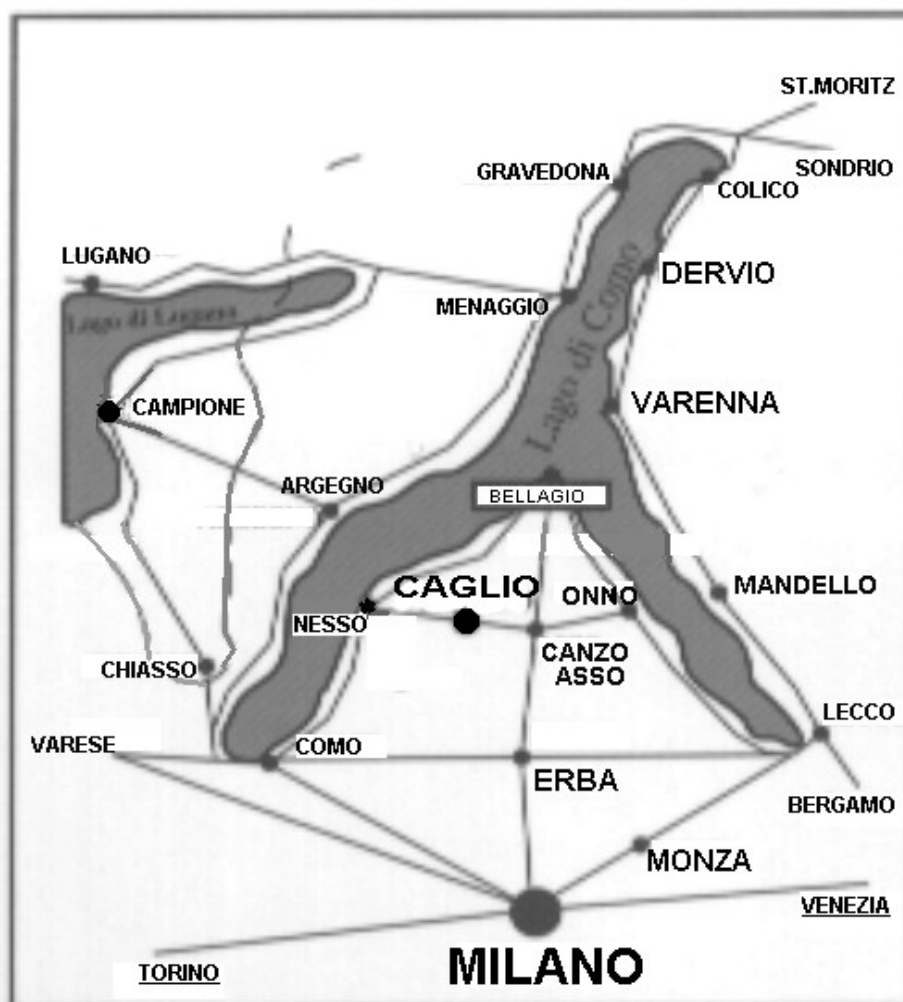 ST.MORITZ
SONDRIO
GRAVEDONA
COLICO
LUGANO
DERVIO
MENAGGIO
Lago di Lugano
Lago di Como
CAMPIONE
VARENNA
ARGEGNO
BELLAGIO
CAGLIO
ONNO
MANDELLO
NESSO
CANZO
ASSO
CHIASSO
LECCO
VARESE
COMO
ERBA
BERGAMO
MONZA
VENEZIA
MILANO
TORINO